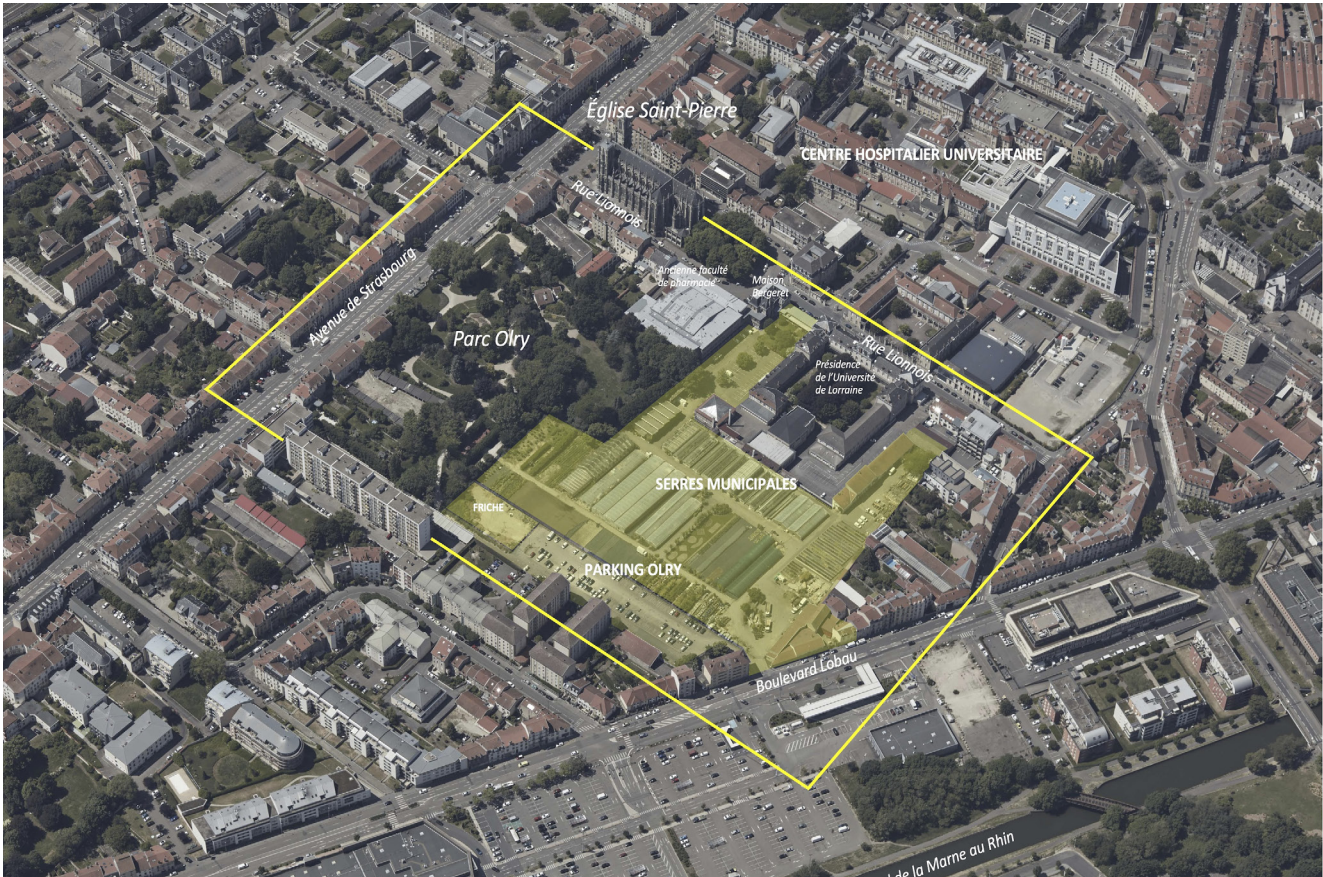 Église Saint-Pierre
CENTRE HOSPITALIER UNIVERSITAIRE
Rue Lionnois
Avenue de Strasbourg
Ancienne faculté
de pharmacie
Maison
Bergeret
Parc Olry
Rue Lionnois
Présidence
de l'Université
de Lorraine
SERRES MUNICIPALES
FRICHE
PARKING OLRY
Boulevard Lobau
l de la Marne au Rhin